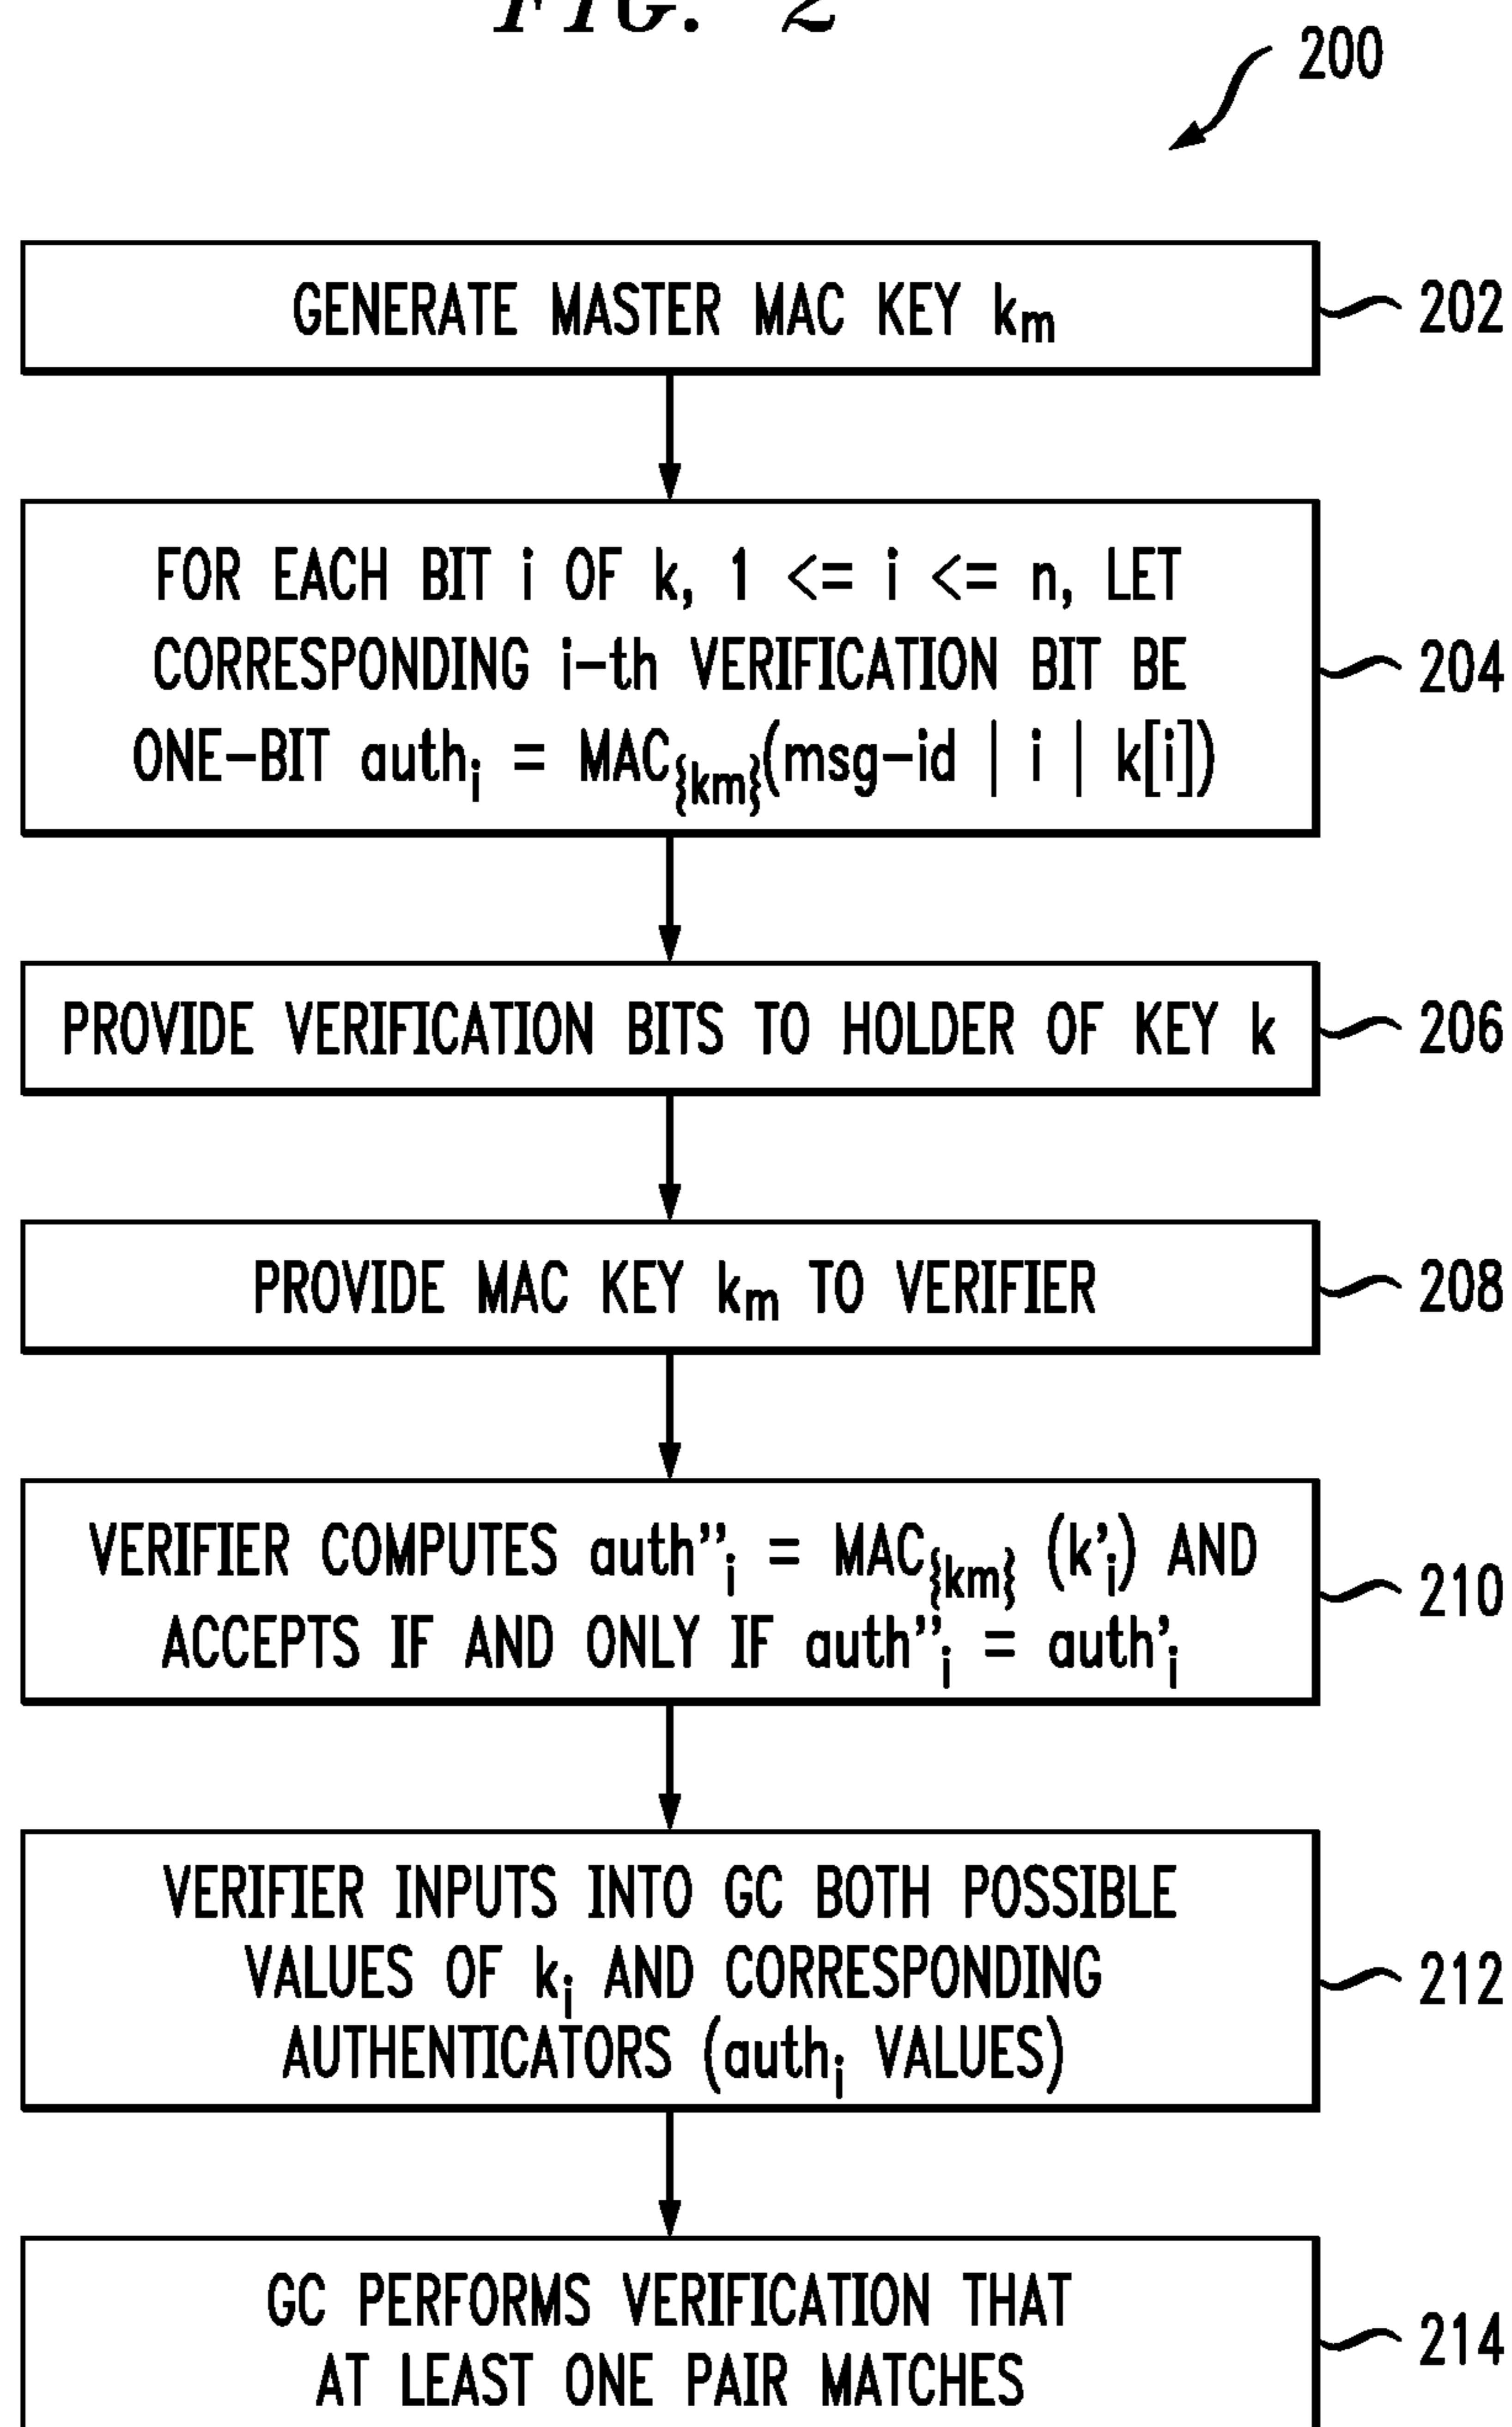 FIG. 2
200
GENERATE MASTER MAC KEY km
202
FOR EACH BIT i OF k, 1 <= i <= n, LET
CORRESPONDING i-th VERIFICATION BIT BE
ONE-BIT authi = MAC{km}(msg-id | i | k[i])
204
PROVIDE VERIFICATION BITS TO HOLDER OF KEY k
206
PROVIDE MAC KEY km TO VERIFIER
208
VERIFIER COMPUTES auth”i = MAC{km} (k’i) AND
ACCEPTS IF AND ONLY IF auth”i = auth’i
210
VERIFIER INPUTS INTO GC BOTH POSSIBLE
VALUES OF ki AND CORRESPONDING
AUTHENTICATORS (authi VALUES)
212
GC PERFORMS VERIFICATION THAT
AT LEAST ONE PAIR MATCHES
214